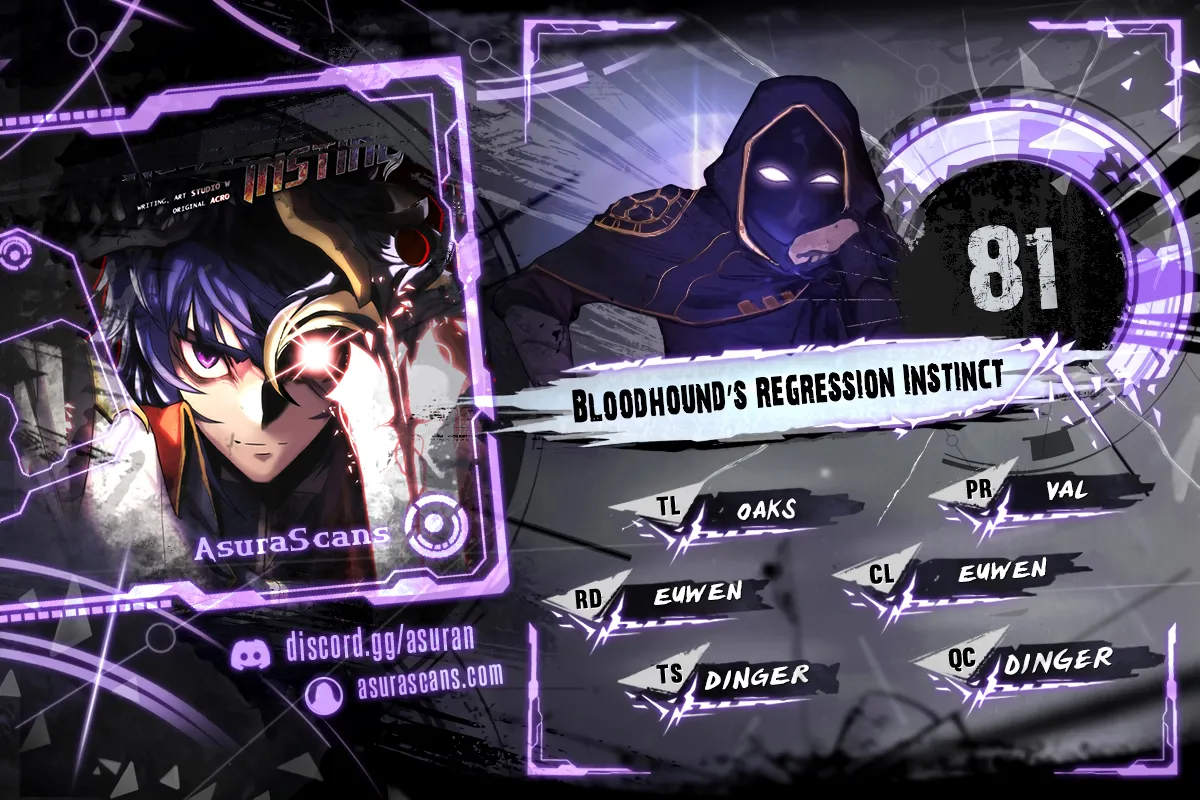 INSTINCT
WRITING, ART STUDIO W
ORIGINAL ACRO
AsuraScans
discord.gg/asuran
asurascans.com
81
BLOODHOUND'S REGRESSION INSTINCT
TL OAKS
PR VAL
RD EUWEN
CL EUWEN
TS DINGER
QC DINGER